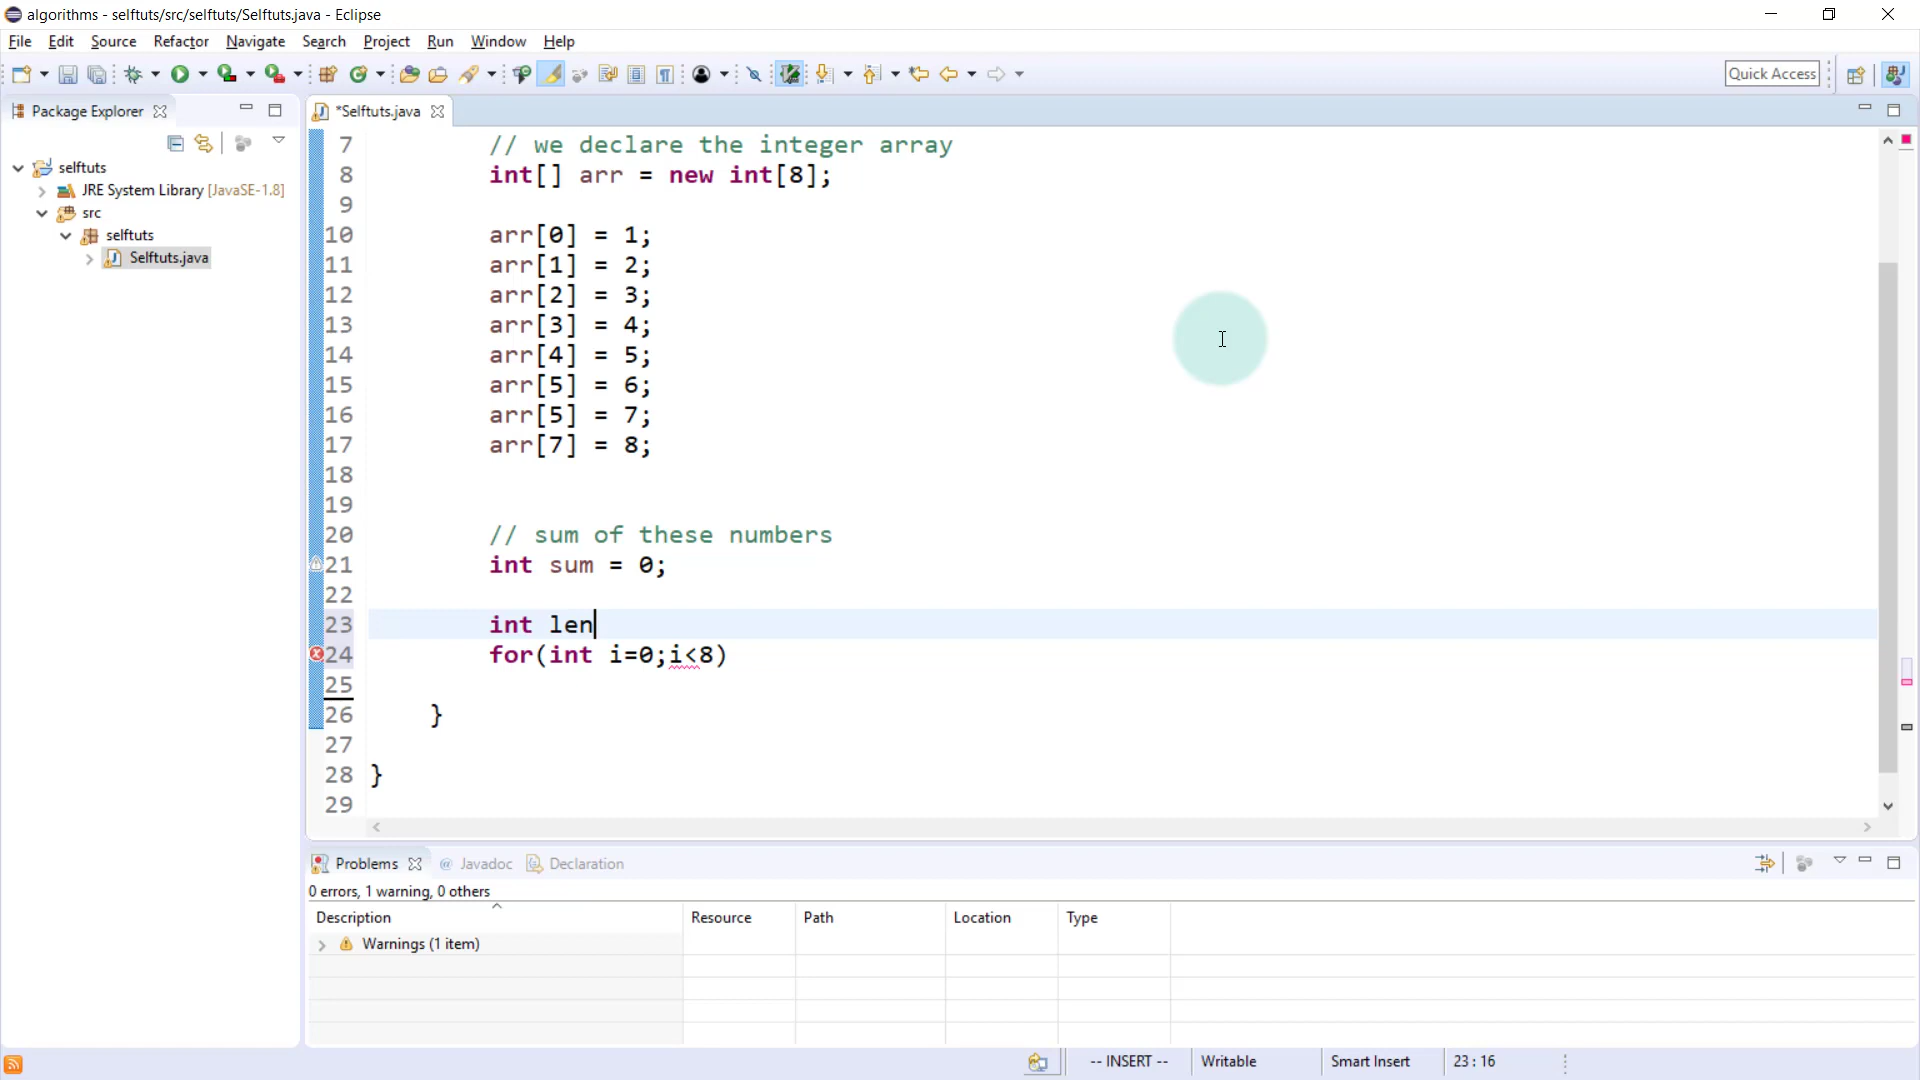 algorithms - selftuts/src/selftuts/Selftuts.java - Eclipse
File Edit Source Refactor Navigate Search Project Run Window Help
Quick Access
Package Explorer
*Selftuts.java
selftuts
JRE System Library [JavaSE-1.8]
src
selftuts
Selftuts.java
7 // we declare the integer array
8 int[] arr = new int[8];
9
10 arr[0] = 1;
11 arr[1] = 2;
12 arr[2] = 3;
13 arr[3] = 4;
14 arr[4] = 5;
15 arr[5] = 6;
16 arr[5] = 7;
17 arr[7] = 8;
18
19
20 // sum of these numbers
21 int sum = 0;
22
23 int len
24 for(int i=0;i<8)
25
26 }
27
28 }
29
Problems @ Javadoc Declaration
0 errors, 1 warning, 0 others
Description Resource Path Location Type
Warnings (1 item)
-- INSERT -- Writable Smart Insert 23 : 16